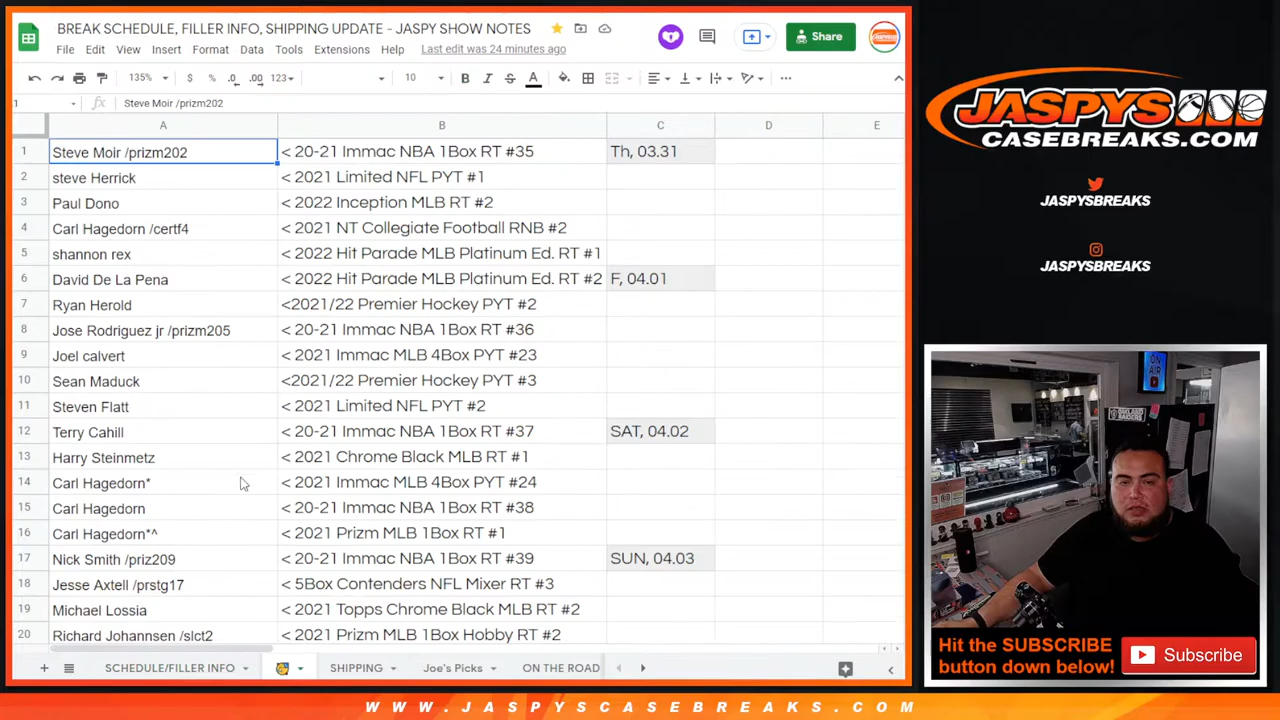 BREAK SCHEDULE, FILLER INFO, SHIPPING UPDATE - JASPY SHOW NOTES
File Edit View Insert Format Data Tools Extensions Help Last edit was 24 minutes ago
Share
135% $ % .0 .00 123 10 B I S A
1 fx Steve Moir /prizm202
A B C D E
1 Steve Moir /prizm202 < 20-21 Immac NBA 1Box RT #35 Th, 03.31
2 steve Herrick < 2021 Limited NFL PYT #1
3 Paul Dono < 2022 Inception MLB RT #2
4 Carl Hagedorn /certf4 < 2021 NT Collegiate Football RNB #2
5 shannon rex < 2022 Hit Parade MLB Platinum Ed. RT #1
6 David De La Pena < 2022 Hit Parade MLB Platinum Ed. RT #2 F, 04.01
7 Ryan Herold <2021/22 Premier Hockey PYT #2
8 Jose Rodriguez jr /prizm205 < 20-21 Immac NBA 1Box RT #36
9 Joel calvert < 2021 Immac MLB 4Box PYT #23
10 Sean Maduck <2021/22 Premier Hockey PYT #3
11 Steven Flatt < 2021 Limited NFL PYT #2
12 Terry Cahill < 20-21 Immac NBA 1Box RT #37 SAT, 04.02
13 Harry Steinmetz < 2021 Chrome Black MLB RT #1
14 Carl Hagedorn* < 2021 Immac MLB 4Box PYT #24
15 Carl Hagedorn < 20-21 Immac NBA 1Box RT #38
16 Carl Hagedorn*^ < 2021 Prizm MLB 1Box RT #1
17 Nick Smith /priz209 < 20-21 Immac NBA 1Box RT #39 SUN, 04.03
18 Jesse Axtell /prstg17 < 5Box Contenders NFL Mixer RT #3
19 Michael Lossia < 2021 Topps Chrome Black MLB RT #2
20 Richard Johannsen /slct2 < 2021 Prizm MLB 1Box Hobby RT #2
SCHEDULE/FILLER INFO SHIPPING Joe's Picks ON THE ROAD
JASPYS
CASEBREAKS.COM
JASPYSBREAKS
JASPYSBREAKS
ON AIR
OAKLAND
RAIDERS
Hit the SUBSCRIBE
button down below!
Subscribe
WWW.JASPYSCASEBREAKS.COM